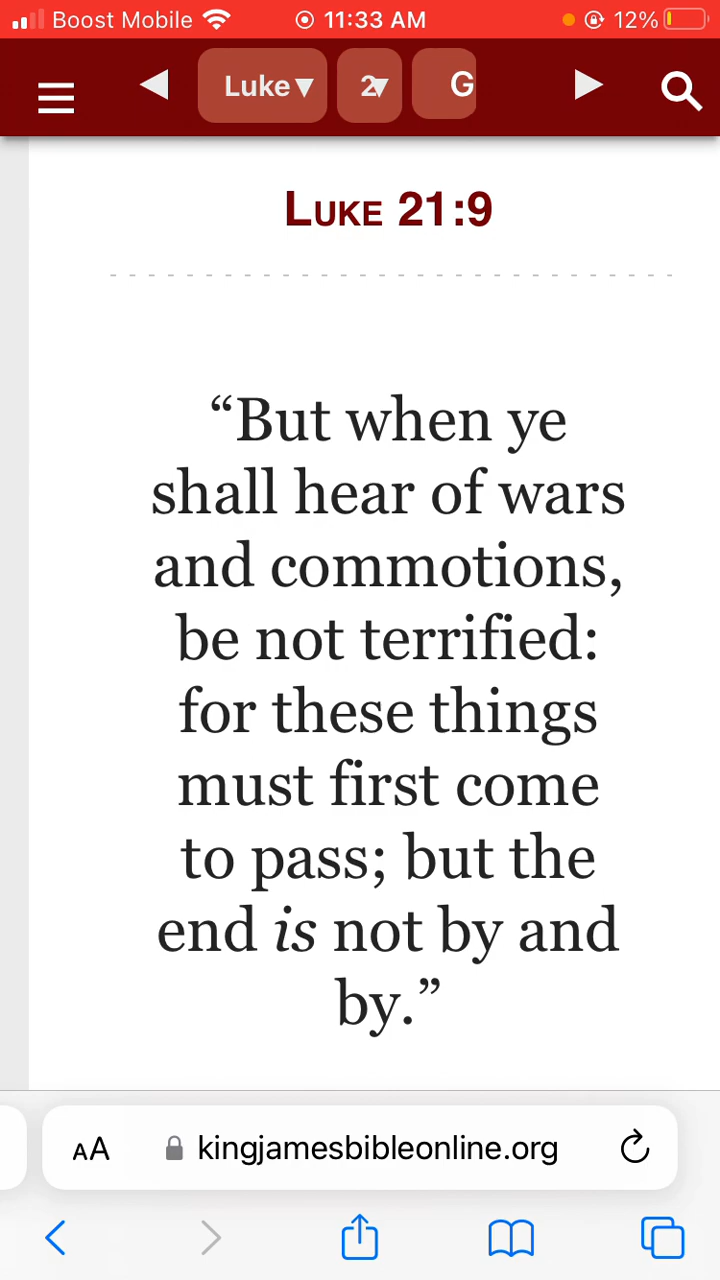 Boost Mobile 11:33 AM 12%
Luke▼ 2▼ G
LUKE 21:9
“But when ye
shall hear of wars
and commotions,
be not terrified:
for these things
must first come
to pass; but the
end is not by and
by.”
AA kingjamesbibleonline.org